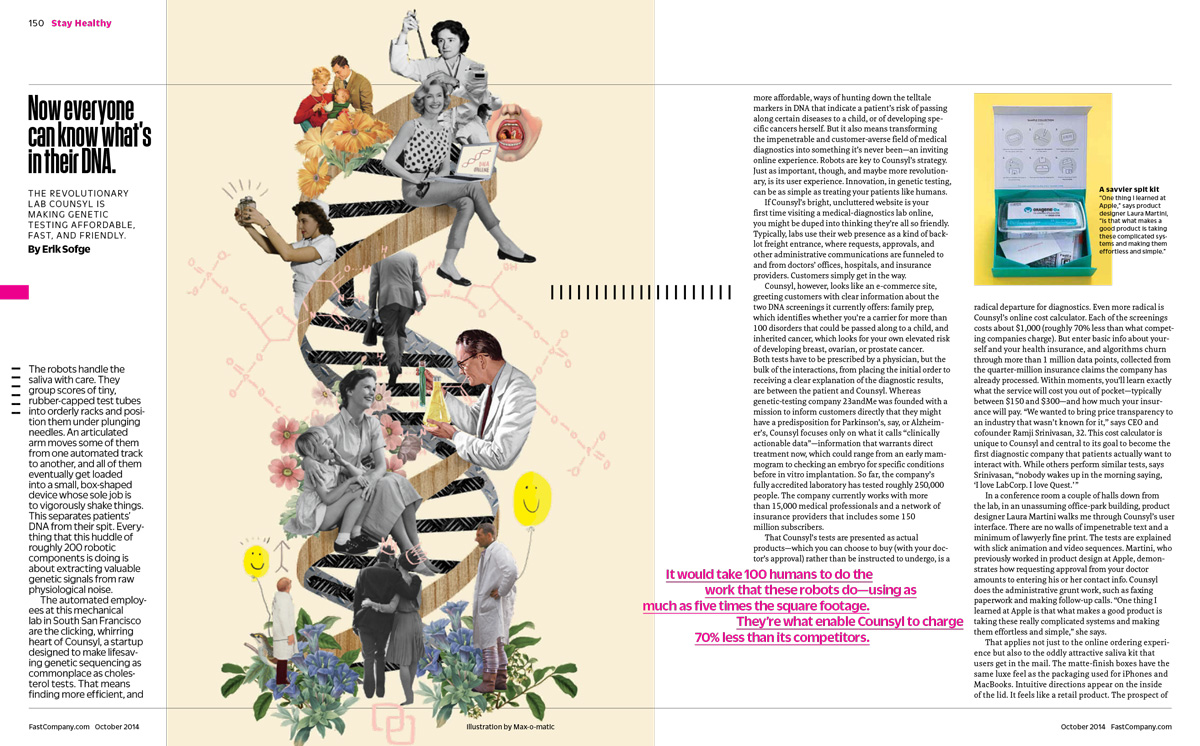 150 Stay Healthy
Now everyone
can know what's
in their DNA.
THE REVOLUTIONARY
LAB COUNSYL IS
MAKING GENETIC
TESTING AFFORDABLE,
FAST, AND FRIENDLY.
By Erik Sofge
The robots handle the
saliva with care. They
group scores of tiny,
rubber-capped test tubes
into orderly racks and posi-
tion them under plunging
needles. An articulated
arm moves some of them
from one automated track
to another, and all of them
eventually get loaded
into a small, box-shaped
device whose sole job is
to vigorously shake things.
This separates patients'
DNA from their spit. Every-
thing that this huddle of
roughly 200 robotic
components is doing is
about extracting valuable
genetic signals from raw
physiological noise.
The automated employ-
ees at this mechanical
lab in South San Francisco
are the clicking, whirring
heart of Counsyl, a startup
designed to make lifesav-
ing genetic sequencing as
commonplace as choles-
terol tests. That means
finding more efficient, and
more affordable, ways of hunting down the telltale
markers in DNA that indicate a patient's risk of passing
along certain diseases to a child, or of developing spe-
cific cancers herself. But it also means transforming
the impenetrable and customer-averse field of medical
diagnostics into something it's never been—an inviting
online experience. Robots are key to Counsyl's strategy.
Just as important, though, and maybe more revolution-
ary, is its user experience. Innovation, in genetic testing,
can be as simple as treating your patients like humans.
If Counsyl's bright, uncluttered website is your
first time visiting a medical-diagnostics lab online,
you might be duped into thinking they're all so friendly.
Typically, labs use their web presence as a kind of back-
lot freight entrance, where requests, approvals, and
other administrative communications are funneled to
and from doctors' offices, hospitals, and insurance
providers. Customers simply get in the way.
Counsyl, however, looks like an e-commerce site,
greeting customers with clear information about the
two DNA screenings it currently offers: family prep,
which identifies whether you're a carrier for more than
100 disorders that could be passed along to a child, and
inherited cancer, which looks for your own elevated risk
of developing breast, ovarian, or prostate cancer.
Both tests have to be prescribed by a physician, but the
bulk of the interactions, from placing the initial order to
receiving a clear explanation of the diagnostic results,
are between the patient and Counsyl. Whereas
genetic-testing company 23andMe was founded with a
mission to inform customers directly that they might
have a predisposition for Parkinson's, say, or Alzheim-
er's, Counsyl focuses only on what it calls "clinically
actionable data"—information that warrants direct
treatment now, which could range from an early mam-
mogram to checking an embryo for specific conditions
before in vitro implantation. So far, the company's
fully accredited laboratory has tested roughly 250,000
people. The company currently works with more
than 15,000 medical professionals and a network of
insurance providers that includes some 150
million subscribers.
That Counsyl's tests are presented as actual
products—which you can choose to buy (with your doc-
tor's approval) rather than be instructed to undergo, is a
It would take 100 humans to do the
work that these robots do—using as
much as five times the square footage.
They're what enable Counsyl to charge
70% less than its competitors.
A savvier spit kit
"One thing I learned at
Apple," says product
designer Laura Martini,
"is that what makes a
good product is taking
these complicated sys-
tems and making them
effortless and simple."
radical departure for diagnostics. Even more radical is
Counsyl's online cost calculator. Each of the screenings
costs about $1,000 (roughly 70% less than what compet-
ing companies charge). But enter basic info about your-
self and your health insurance, and algorithms churn
through more than 1 million data points, collected from
the quarter-million insurance claims the company has
already processed. Within moments, you'll learn exactly
what the service will cost you out of pocket—typically
between $150 and $300—and how much your insur-
ance will pay. "We wanted to bring price transparency to
an industry that wasn't known for it," says CEO and
cofounder Ramji Srinivasan, 32. This cost calculator is
unique to Counsyl and central to its goal to become the
first diagnostic company that patients actually want to
interact with. While others perform similar tests, says
Srinivasan, "nobody wakes up in the morning saying,
'I love LabCorp. I love Quest.'"
In a conference room a couple of halls down from
the lab, in an unassuming office-park building, product
designer Laura Martini walks me through Counsyl's user
interface. There are no walls of impenetrable text and a
minimum of lawyerly fine print. The tests are explained
with slick animation and video sequences. Martini, who
previously worked in product design at Apple, demon-
strates how requesting approval from your doctor
amounts to entering his or her contact info. Counsyl
does the administrative grunt work, such as faxing
paperwork and making follow-up calls. "One thing I
learned at Apple is that what makes a good product is
taking these really complicated systems and making
them effortless and simple," she says.
That applies not just to the online ordering experi-
ence but also to the oddly attractive saliva kit that
users get in the mail. The matte-finish boxes have the
same luxe feel as the packaging used for iPhones and
MacBooks. Intuitive directions appear on the inside
of the lid. It feels like a retail product. The prospect of
FastCompany.com October 2014
Illustration by Max-o-matic
October 2014 FastCompany.com